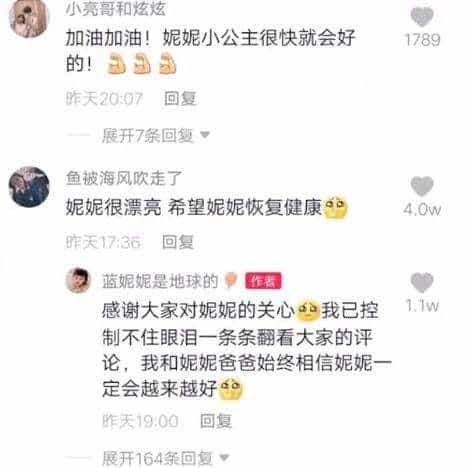 小亮哥和炫炫
加油加油！妮妮小公主很快就会好
的！💪💪💪
1789
昨天20:07 回复
展开7条回复
鱼被海风吹走了
妮妮很漂亮 希望妮妮恢复健康🥹
4.0w
昨天17:36 回复
蓝妮妮是地球的🎈 作者
感谢大家对妮妮的关心🥹我已控
制不住眼泪一条条翻看大家的评
论，我和妮妮爸爸始终相信妮妮一
定会越来越好🥹
1.1w
昨天19:00 回复
展开164条回复